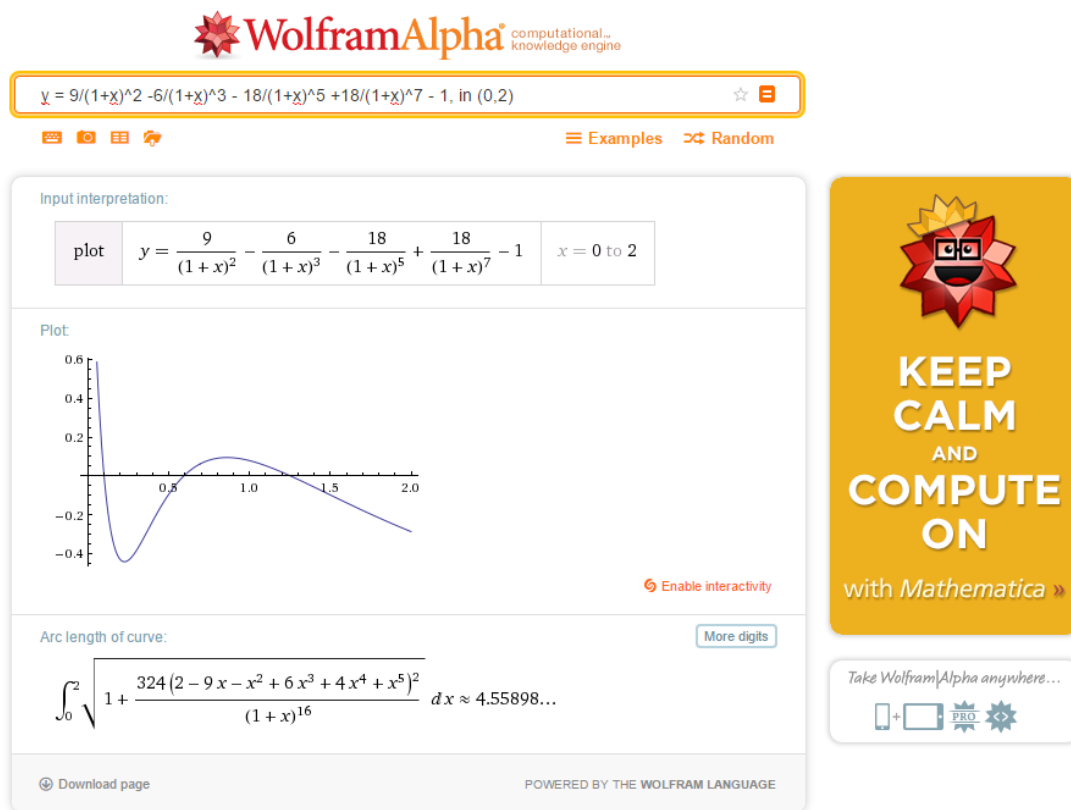 WolframAlpha computational... knowledge engine
y = 9/(1+x)^2 -6/(1+x)^3 - 18/(1+x)^5 +18/(1+x)^7 - 1, in (0,2)
Examples Random
Input interpretation:
plot y = 9/(1 + x)^2 − 6/(1 + x)^3 − 18/(1 + x)^5 + 18/(1 + x)^7 − 1 x = 0 to 2
Plot:
0.6
0.4
0.2
0.5 1.0 1.5 2.0
−0.2
−0.4
Enable interactivity
Arc length of curve:
More digits
∫_0^2 √(1 + 324 (2 − 9 x − x^2 + 6 x^3 + 4 x^4 + x^5)^2/(1 + x)^16) dx ≈ 4.55898...
Download page
POWERED BY THE WOLFRAM LANGUAGE
KEEP
CALM
AND
COMPUTE
ON
with Mathematica »
Take Wolfram|Alpha anywhere...
+ PRO <>